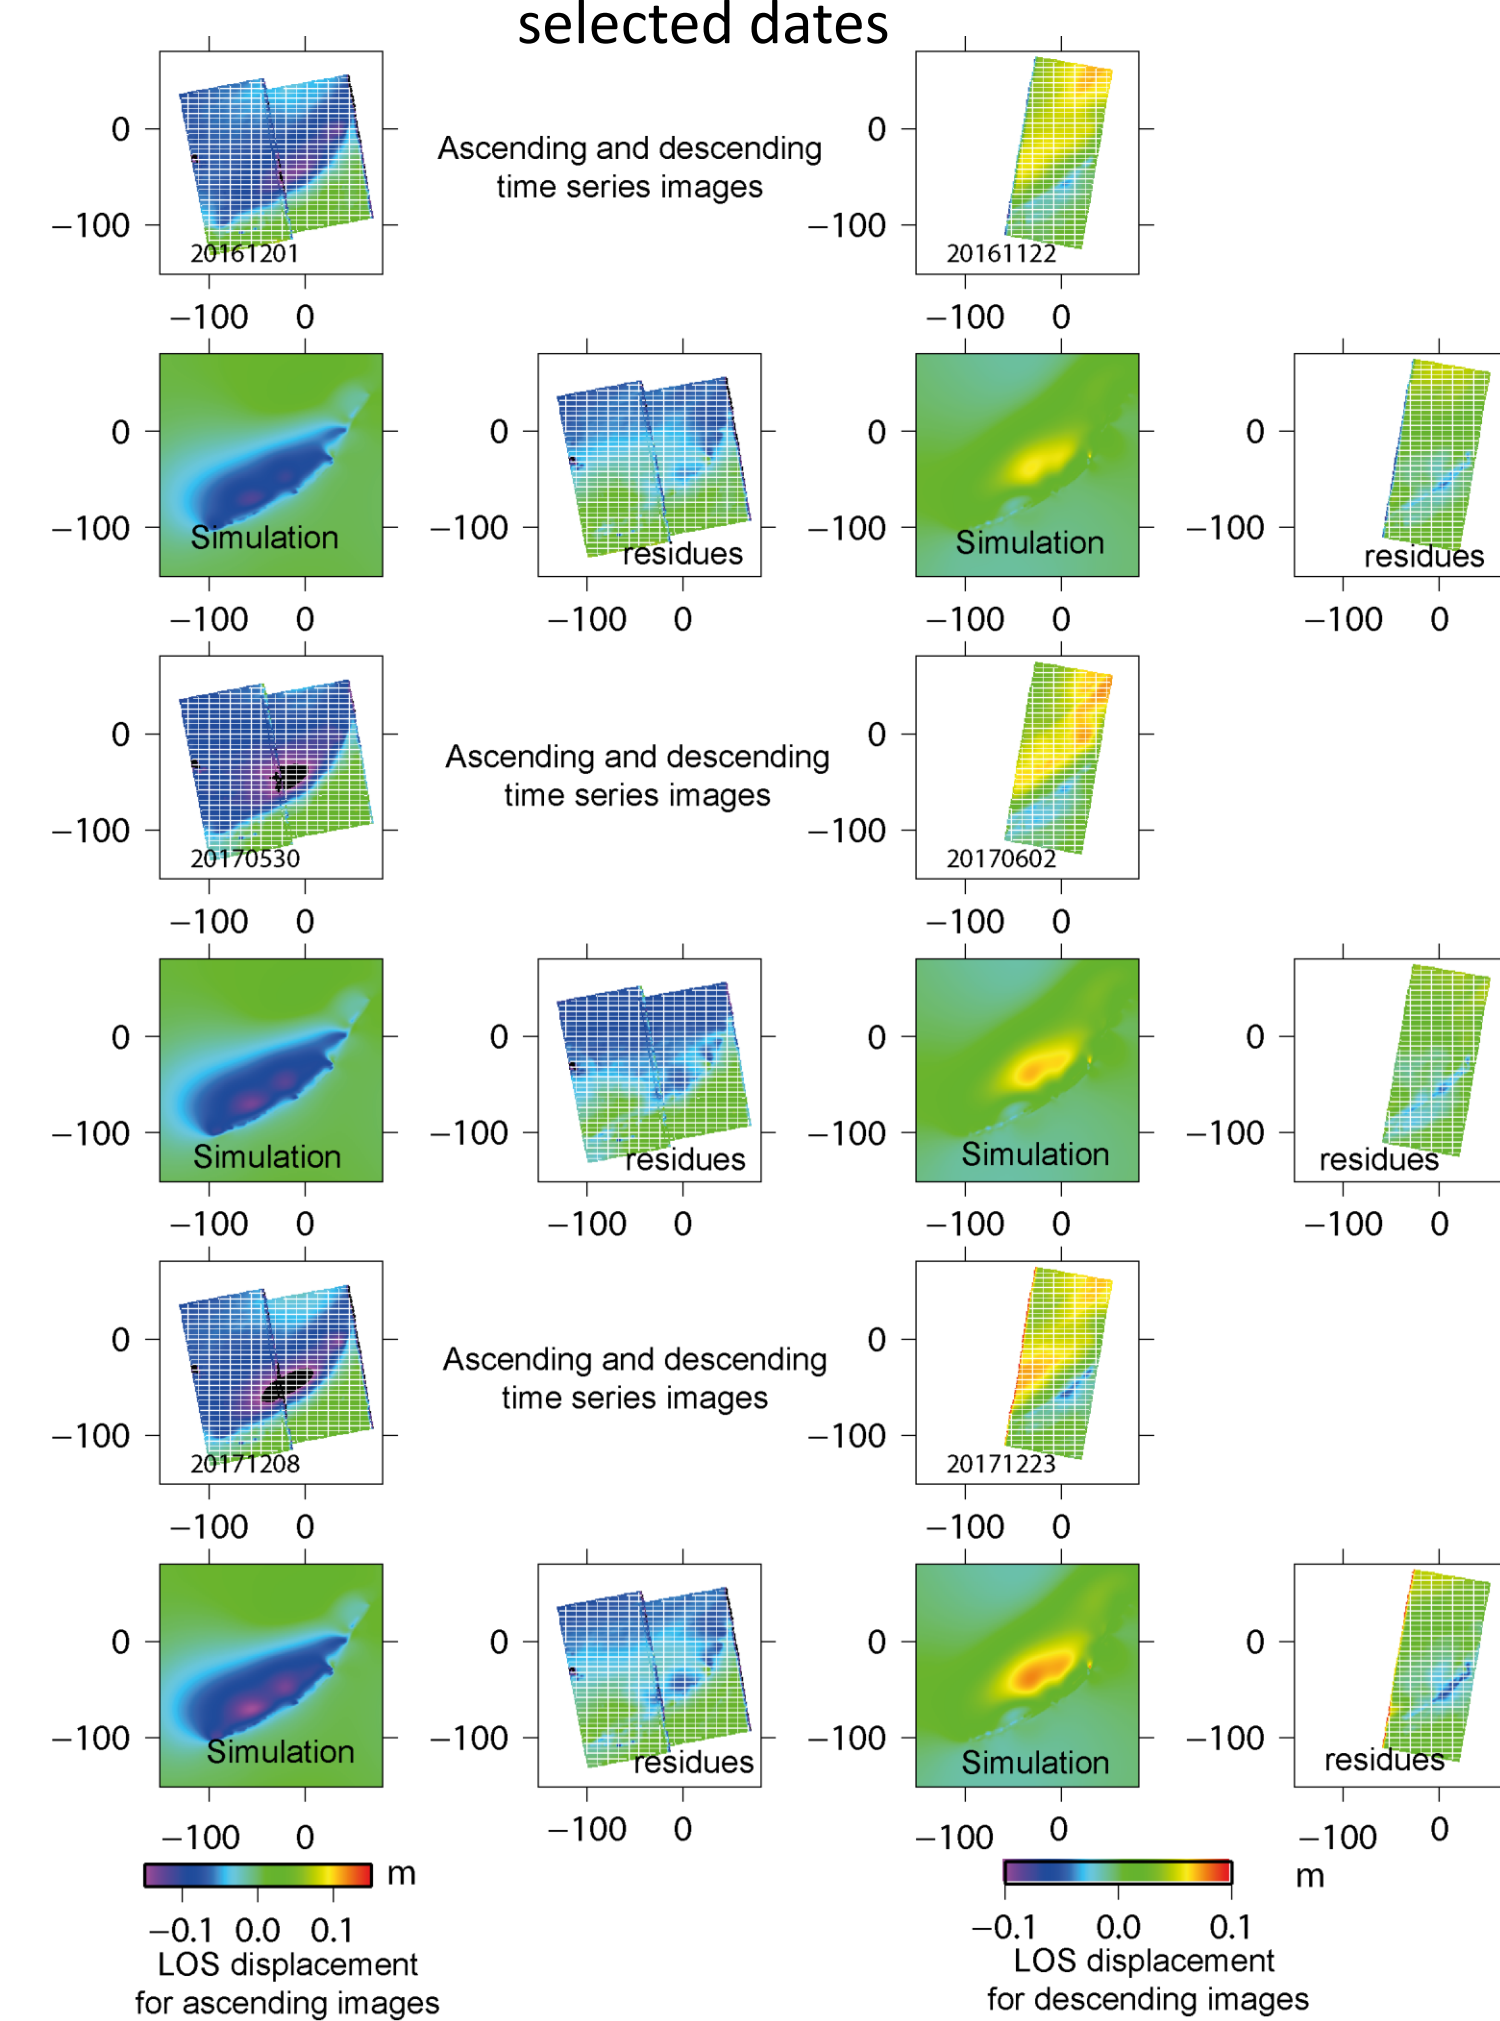 selected dates
0
−100
20161201
−100 0
Ascending and descending
time series images
0
−100
20161122
−100 0
0
−100
Simulation
−100 0
0
−100
residues
−100 0
0
−100
Simulation
−100 0
0
−100
residues
−100 0
0
−100
20170530
−100 0
Ascending and descending
time series images
0
−100
20170602
−100 0
0
−100
Simulation
−100 0
0
−100
residues
−100 0
0
−100
Simulation
−100 0
0
−100
residues
−100 0
0
−100
20171208
−100 0
Ascending and descending
time series images
0
−100
20171223
−100 0
0
−100
Simulation
−100 0
0
−100
residues
−100 0
0
−100
Simulation
−100 0
0
−100
residues
−100 0
m
−0.1 0.0 0.1
LOS displacement
for ascending images
m
−0.1 0.0 0.1
LOS displacement
for descending images